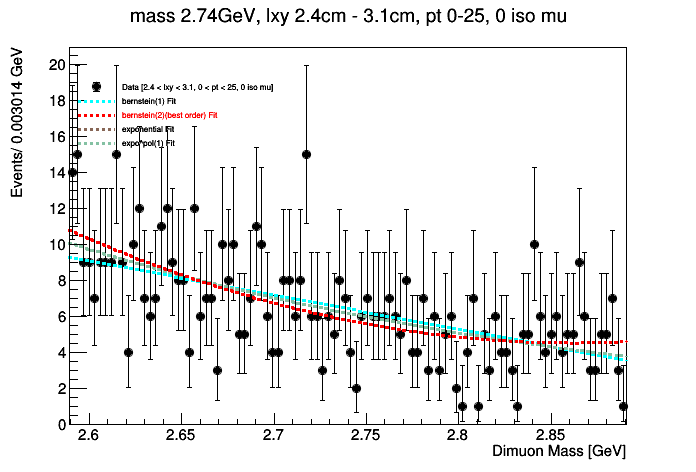 mass 2.74GeV, lxy 2.4cm - 3.1cm, pt 0-25, 0 iso mu
Events/ 0.003014 GeV
20
18
16
14
12
10
8
6
4
2
0
Data [2.4 < lxy < 3.1, 0 < pt < 25, 0 iso mu]
bernstein(1) Fit
bernstein(2)(best order) Fit
exponential Fit
expo*pol(1) Fit
2.6 2.65 2.7 2.75 2.8 2.85
Dimuon Mass [GeV]